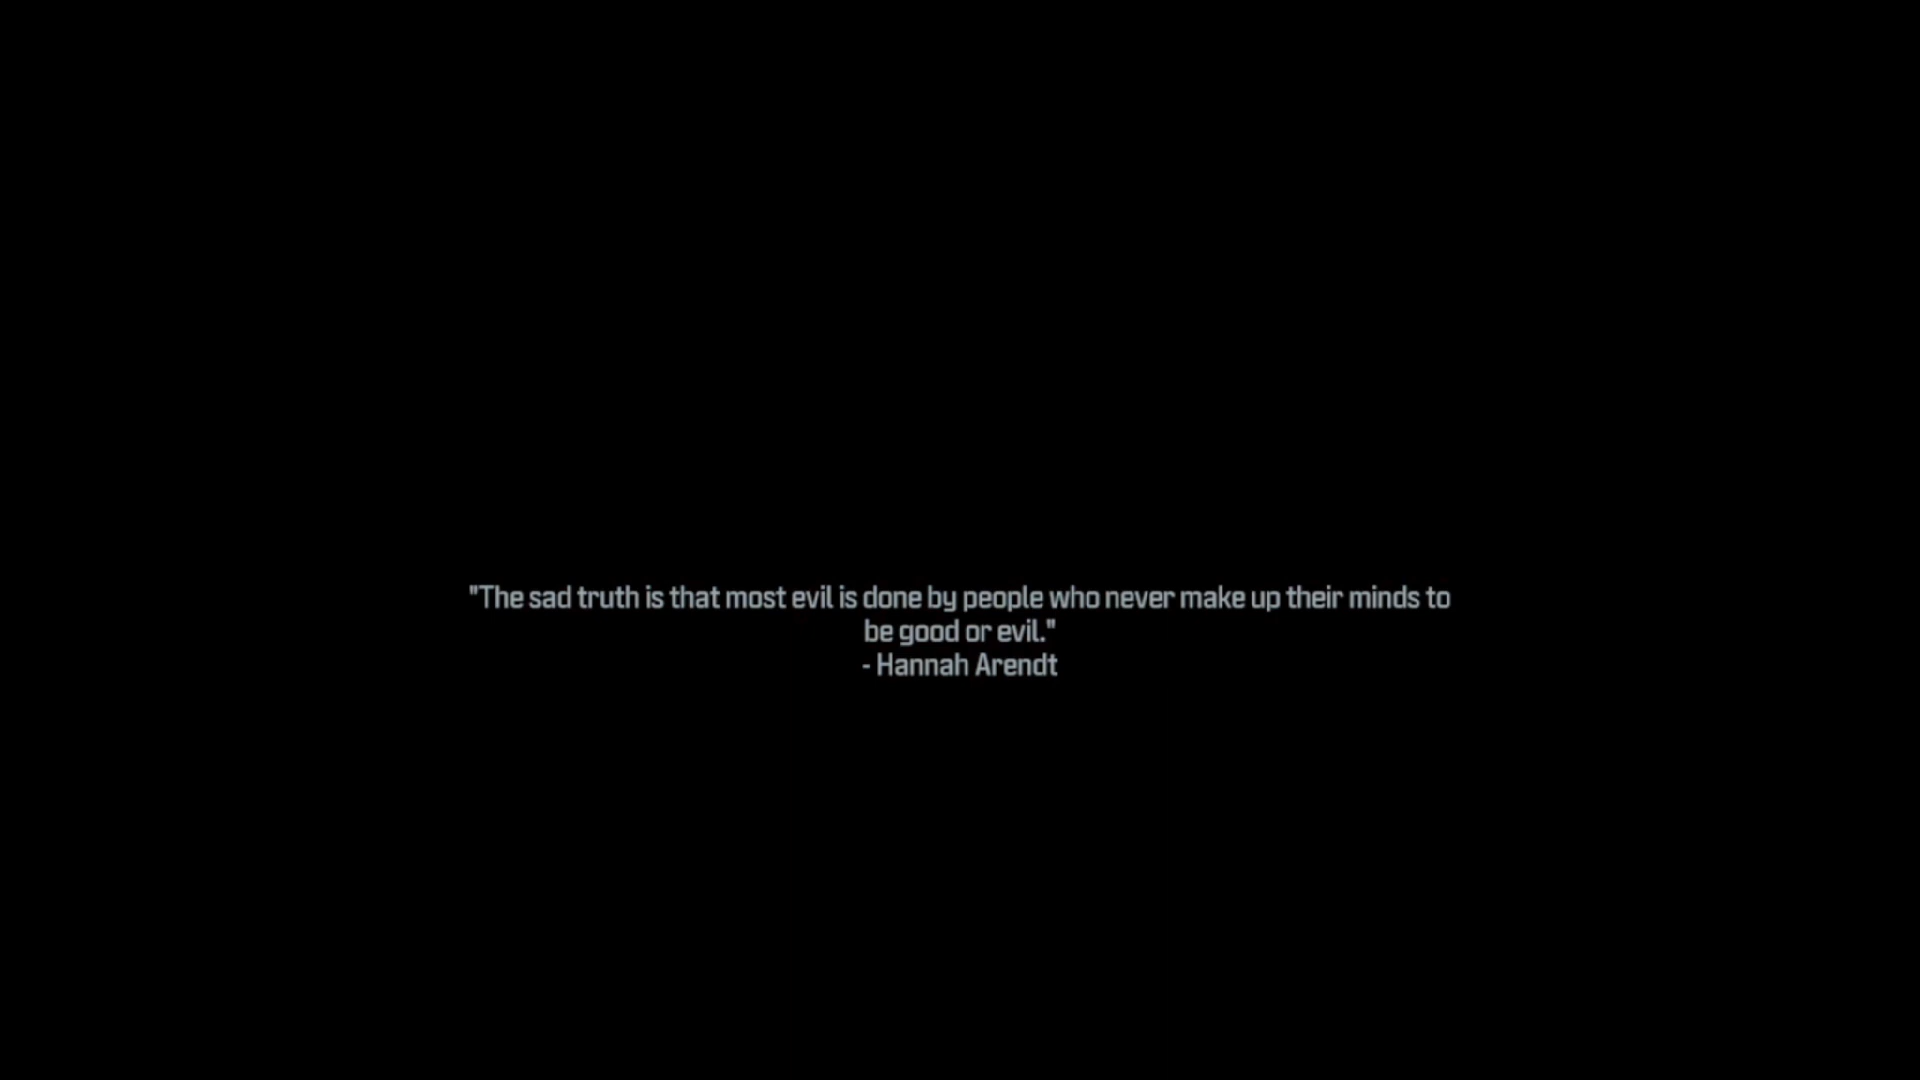 "The sad truth is that most evil is done by people who never make up their minds to
be good or evil."
- Hannah Arendt